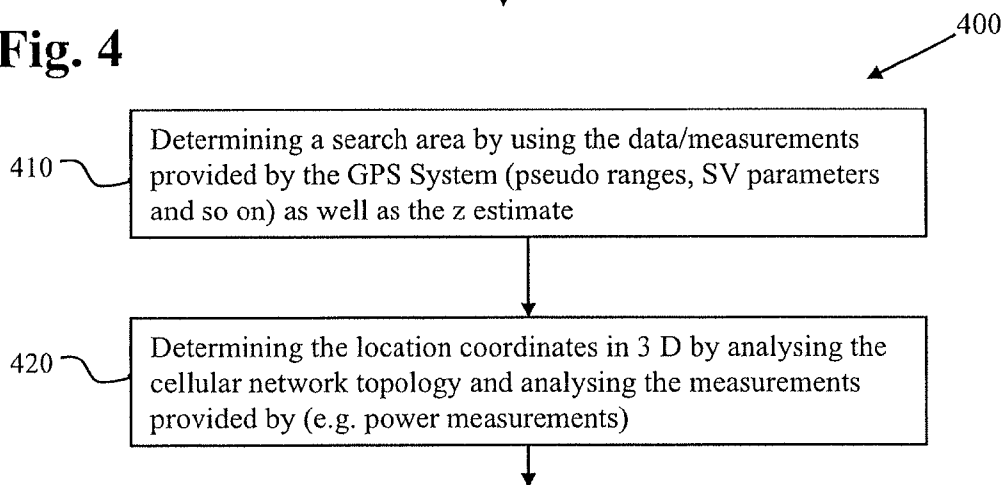 Fig. 4
400
410
Determining a search area by using the data/measurements
provided by the GPS System (pseudo ranges, SV parameters
and so on) as well as the z estimate
420
Determining the location coordinates in 3 D by analysing the
cellular network topology and analysing the measurements
provided by (e.g. power measurements)